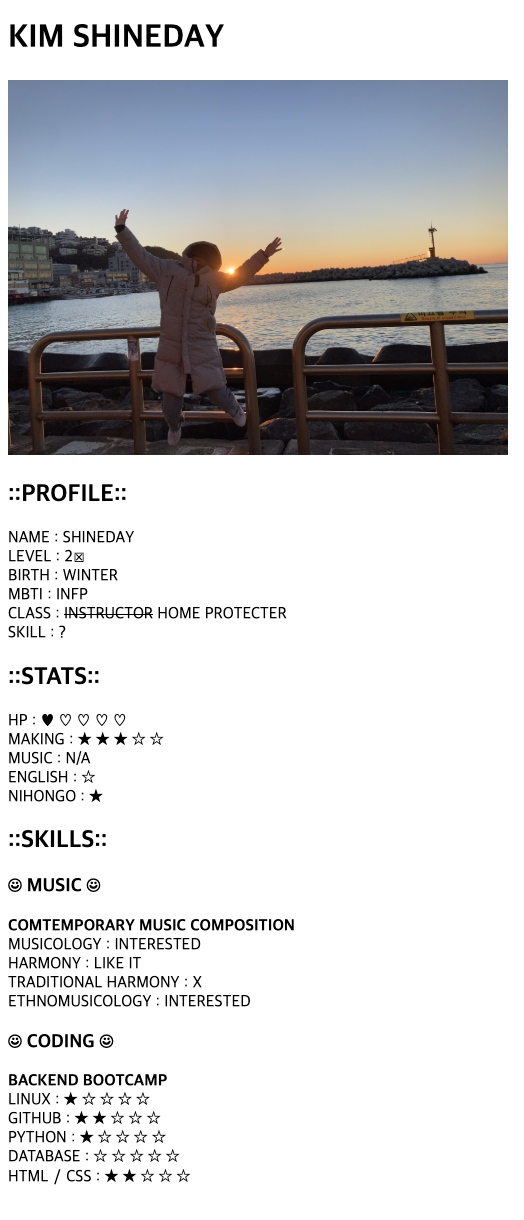 KIM SHINEDAY
::PROFILE::
NAME : SHINEDAY
LEVEL : 2☒
BIRTH : WINTER
MBTI : INFP
CLASS : INSTRUCTOR HOME PROTECTER
SKILL : ?
::STATS::
HP : ♥ ♡ ♡ ♡ ♡
MAKING : ★ ★ ★ ☆ ☆
MUSIC : N/A
ENGLISH : ☆
NIHONGO : ★
::SKILLS::
☺ MUSIC ☺
COMTEMPORARY MUSIC COMPOSITION
MUSICOLOGY : INTERESTED
HARMONY : LIKE IT
TRADITIONAL HARMONY : X
ETHNOMUSICOLOGY : INTERESTED
☺ CODING ☺
BACKEND BOOTCAMP
LINUX : ★ ☆ ☆ ☆ ☆
GITHUB : ★ ★ ☆ ☆ ☆
PYTHON : ★ ☆ ☆ ☆ ☆
DATABASE : ☆ ☆ ☆ ☆ ☆
HTML / CSS : ★ ★ ☆ ☆ ☆